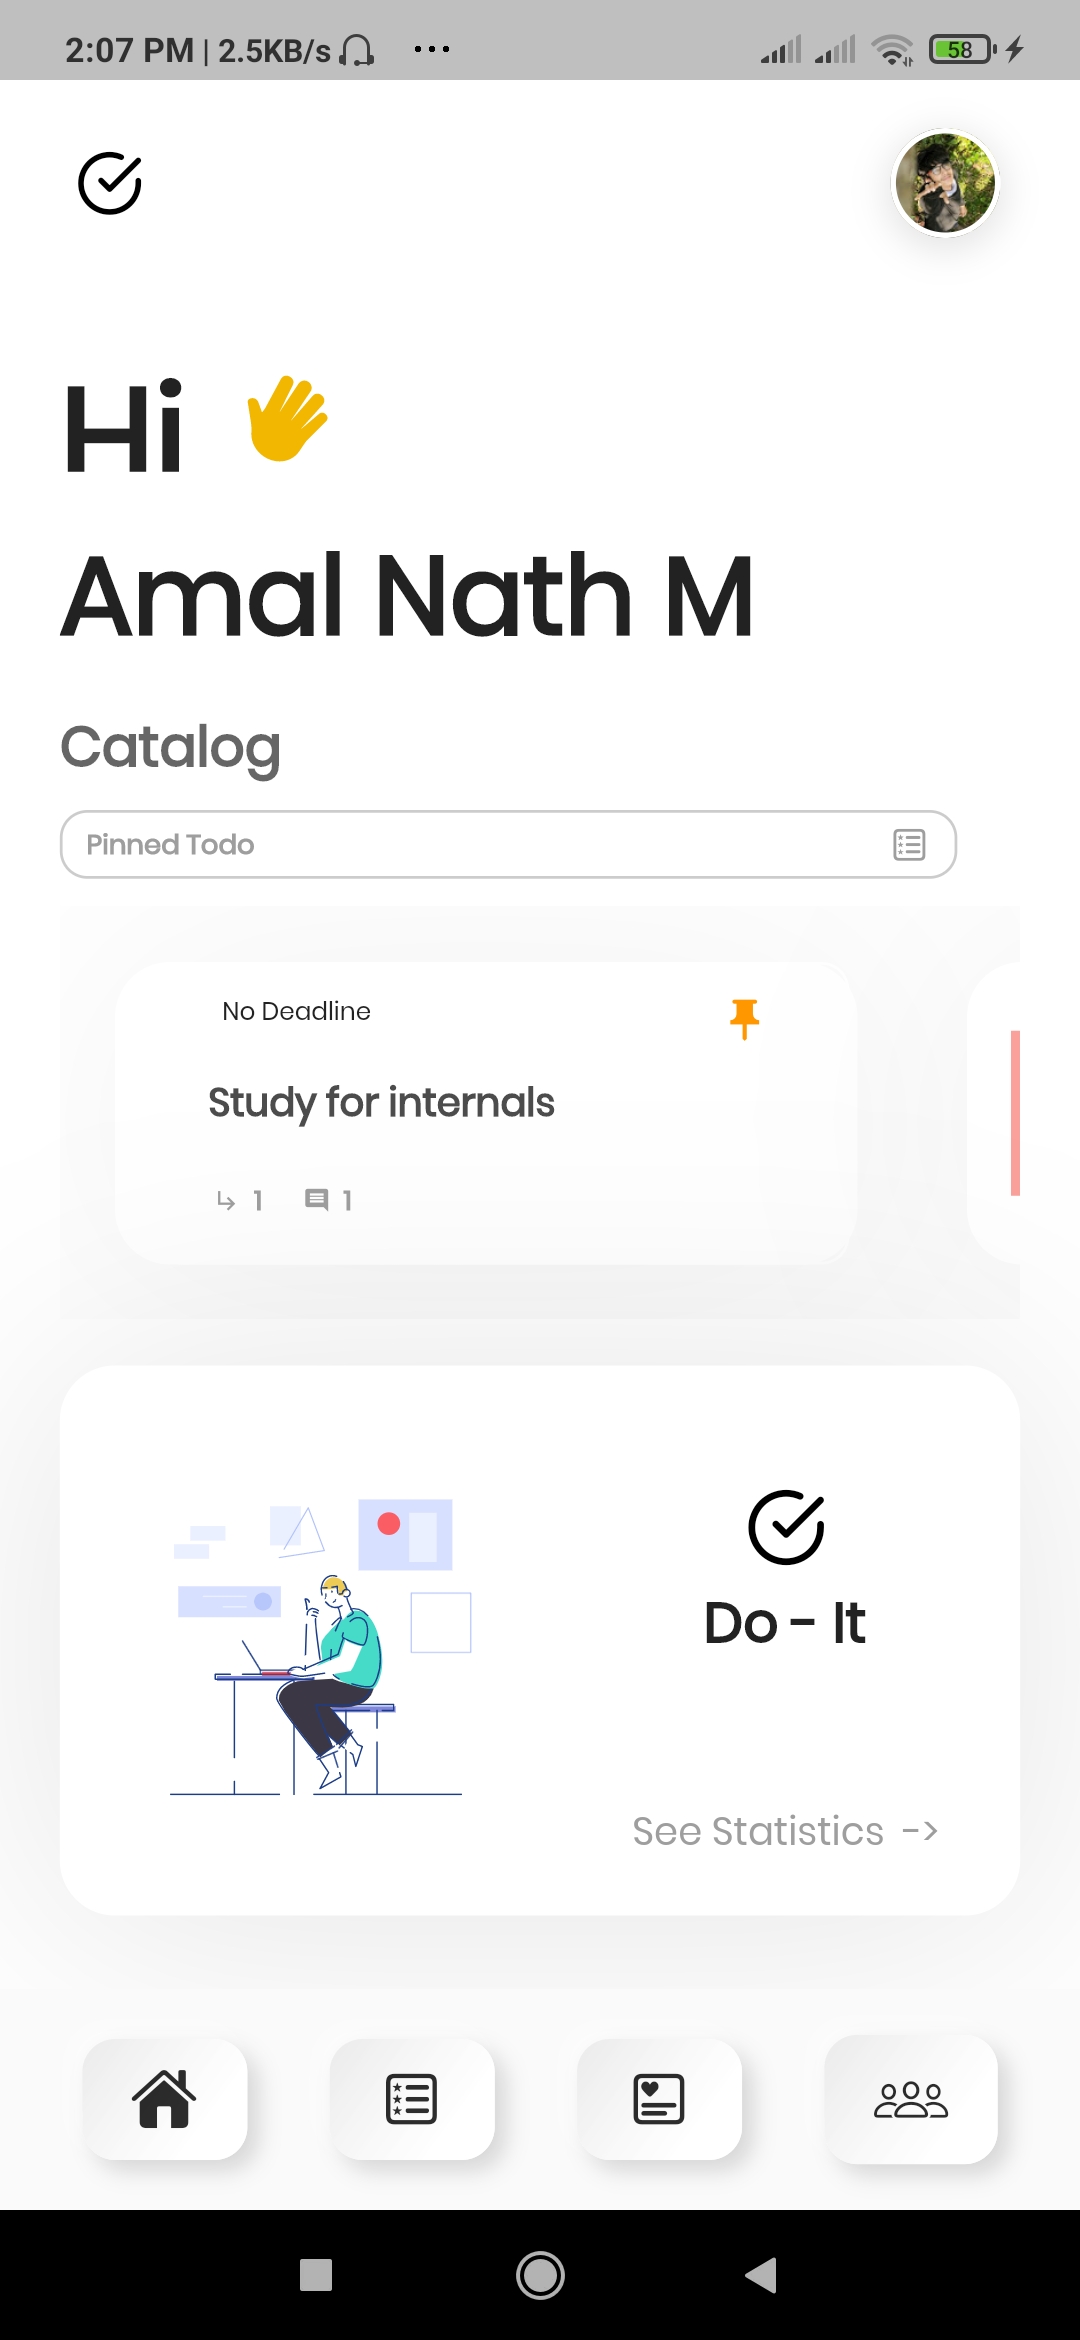 2:07 PM | 2.5KB/s ... 58
Hi 👋
Amal Nath M
Catalog
Pinned Todo
No Deadline
Study for internals
1 1
Do - It
See Statistics ->